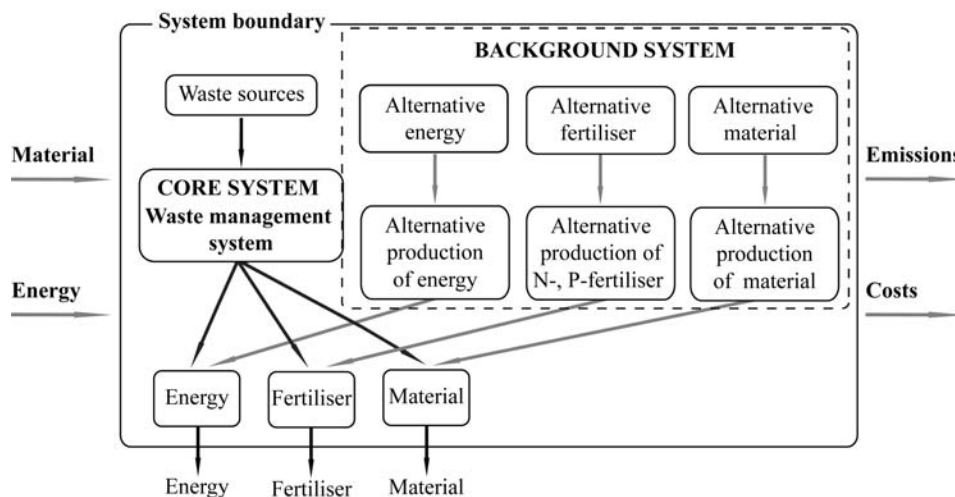 System boundary
BACKGROUND SYSTEM
Waste sources
Alternative
energy
Alternative
fertiliser
Alternative
material
Material
Emissions
CORE SYSTEM
Waste management
system
Alternative
production
of energy
Alternative
production of
N-, P-fertiliser
Alternative
production
of material
Energy
Costs
Energy
Fertiliser
Material
Energy
Fertiliser
Material